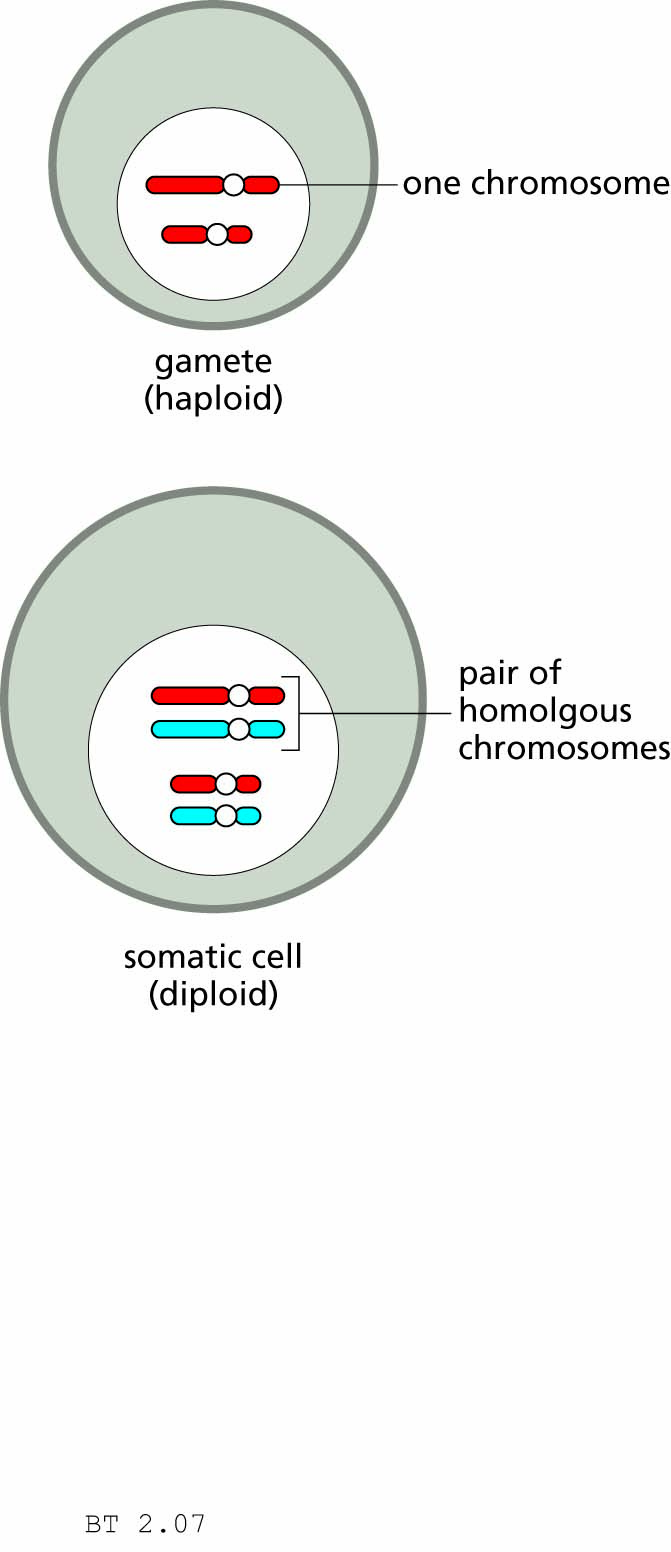 one chromosome
gamete
(haploid)
pair of
homolgous
chromosomes
somatic cell
(diploid)
BT 2.07